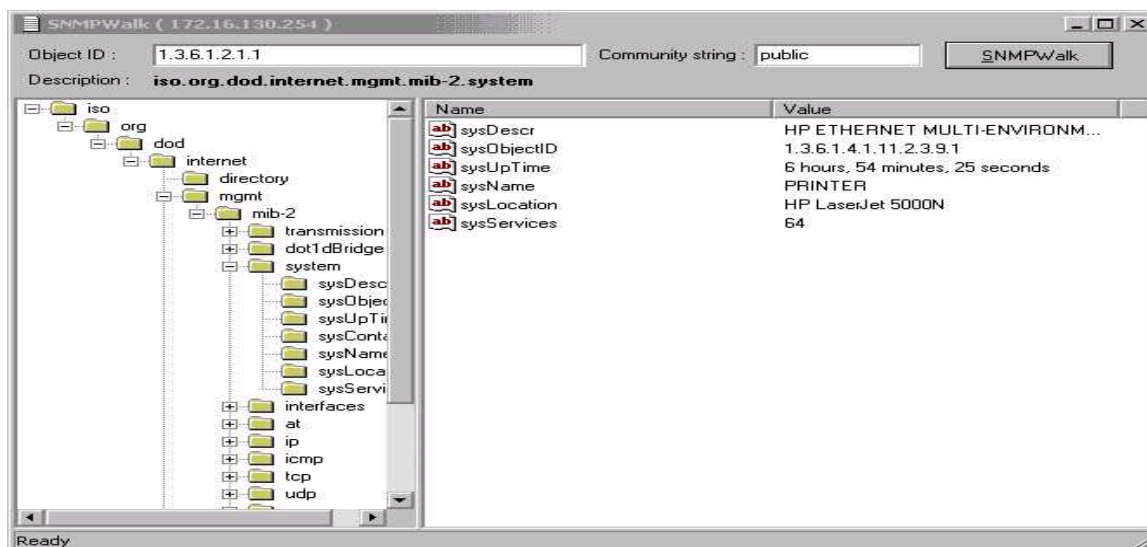 SNMPWalk ( 172.16.130.254 )
Object ID : 1.3.6.1.2.1.1 Community string : public SNMPWalk
Description : iso.org.dod.internet.mgmt.mib-2.system
iso
org
dod
internet
directory
mgmt
mib-2
transmission
dot1dBridge
system
sysDesc
sysObjec
sysUpTi
sysConta
sysName
sysLoca
sysServi
interfaces
at
ip
icmp
tcp
udp
Name Value
sysDescr HP ETHERNET MULTI-ENVIRONM...
sysObjectID 1.3.6.1.4.1.11.2.3.9.1
sysUpTime 6 hours, 54 minutes, 25 seconds
sysName PRINTER
sysLocation HP LaserJet 5000N
sysServices 64
Ready